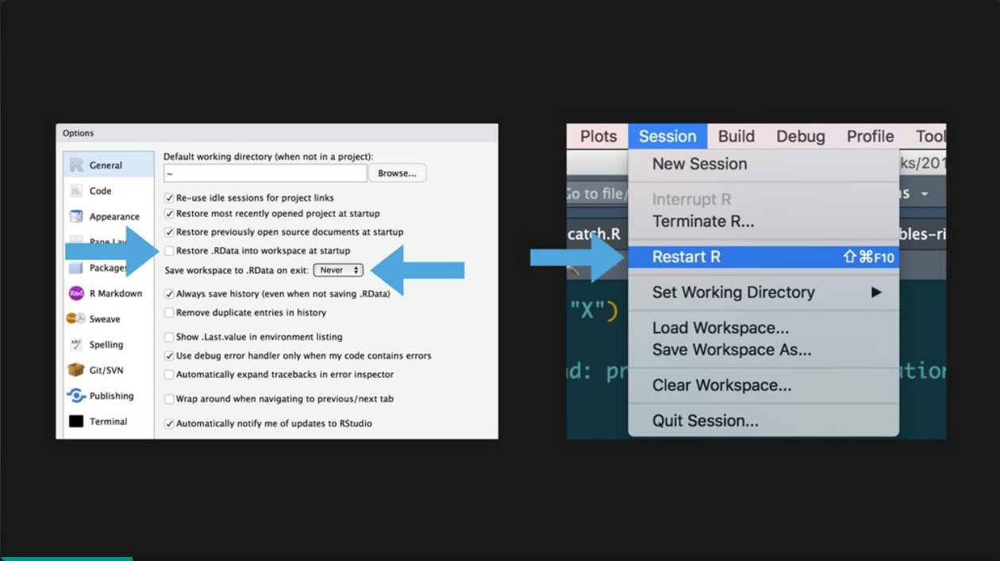 Options
General
Code
Appearance
Pane Lay
Packages
R Markdown
Sweave
Spelling
Git/SVN
Publishing
Terminal
Default working directory (when not in a project):
~
Browse...
Re-use idle sessions for project links
Restore most recently opened project at startup
Restore previously open source documents at startup
Restore .RData into workspace at startup
Save workspace to .RData on exit: Never
Always save history (even when not saving .RData)
Remove duplicate entries in history
Show .Last.value in environment listing
Use debug error handler only when my code contains errors
Automatically expand tracebacks in error inspector
Wrap around when navigating to previous/next tab
Automatically notify me of updates to RStudio
Plots Session Build Debug Profile Tool
New Session
Interrupt R
Terminate R...
Restart R ⇧⌘F10
Set Working Directory ▶
Load Workspace...
Save Workspace As...
Clear Workspace...
Quit Session...
ks/201
Go to file/
ns
catch.R
bles-ri
"X")
nd: pr
ution